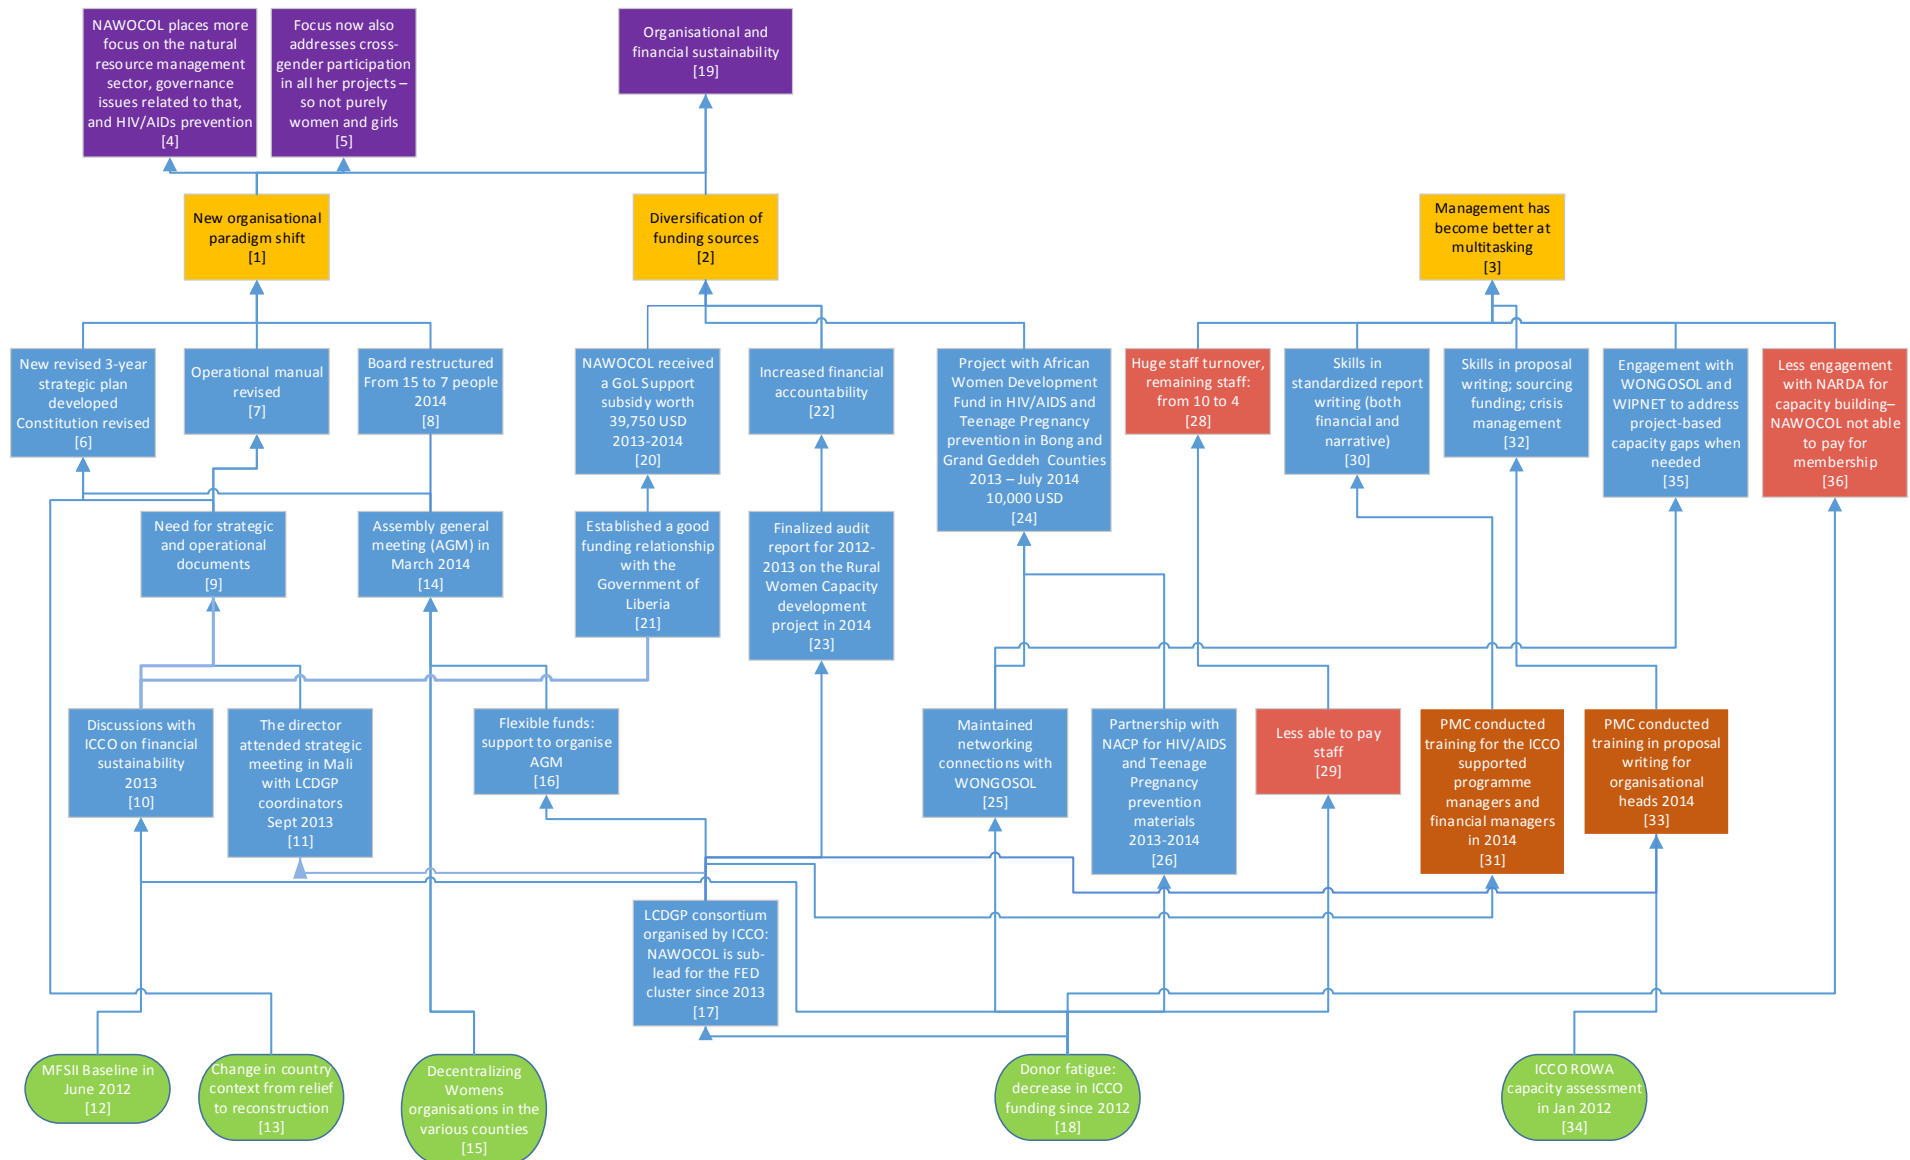 NAWOCOL places more
focus on the natural
resource management
sector, governance
issues related to that,
and HIV/AIDs prevention
[4]
Focus now also
addresses cross-
gender participation
in all her projects –
so not purely
women and girls
[5]
Organisational and
financial sustainability
[19]
New organisational
paradigm shift
[1]
Diversification of
funding sources
[2]
Management has
become better at
multitasking
[3]
New revised 3-year
strategic plan
developed
Constitution revised
[6]
Operational manual
revised
[7]
Board restructured
From 15 to 7 people
2014
[8]
NAWOCOL received
a GoL Support
subsidy worth
39,750 USD
2013-2014
[20]
Increased financial
accountability
[22]
Project with African
Women Development
Fund in HIV/AIDS and
Teenage Pregnancy
prevention in Bong and
Grand Geddeh Counties
2013 – July 2014
10,000 USD
[24]
Huge staff turnover,
remaining staff:
from 10 to 4
[28]
Skills in
standardized report
writing (both
financial and
narrative)
[30]
Skills in proposal
writing; sourcing
funding; crisis
management
[32]
Engagement with
WONGOSOL and
WIPNET to address
project-based
capacity gaps when
needed
[35]
Less engagement
with NARDA for
capacity building–
NAWOCOL not able
to pay for
membership
[36]
Need for strategic
and operational
documents
[9]
Assembly general
meeting (AGM) in
March 2014
[14]
Established a good
funding relationship
with the
Government of
Liberia
[21]
Finalized audit
report for 2012-
2013 on the Rural
Women Capacity
development
project in 2014
[23]
Discussions with
ICCO on financial
sustainability
2013
[10]
The director
attended strategic
meeting in Mali
with LCDGP
coordinators
Sept 2013
[11]
Flexible funds:
support to organise
AGM
[16]
Maintained
networking
connections with
WONGOSOL
[25]
Partnership with
NACP for HIV/AIDS
and Teenage
Pregnancy
prevention
materials
2013-2014
[26]
Less able to pay
staff
[29]
PMC conducted
training for the ICCO
supported
programme
managers and
financial managers
in 2014
[31]
PMC conducted
training in proposal
writing for
organisational
heads 2014
[33]
LCDGP consortium
organised by ICCO:
NAWOCOL is sub-
lead for the FED
cluster since 2013
[17]
MFSII Baseline in
June 2012
[12]
Change in country
context from relief
to reconstruction
[13]
Decentralizing
Womens
organisations in the
various counties
[15]
Donor fatigue:
decrease in ICCO
funding since 2012
[18]
ICCO ROWA
capacity assessment
in Jan 2012
[34]